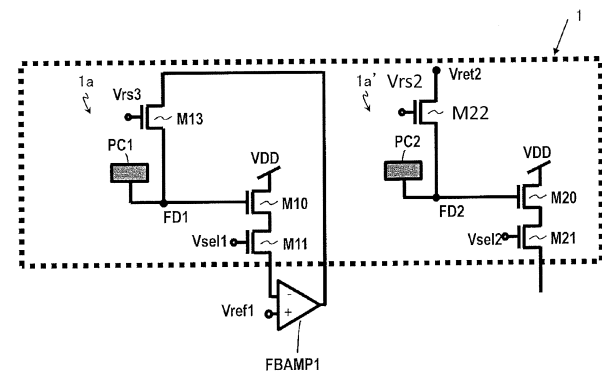 1
1a
1a'
Vrs3
M13
Vrs2
Vret2
M22
PC1
PC2
VDD
VDD
M10
M20
FD1
FD2
Vsel1
M11
Vsel2
M21
Vref1
-
+
FBAMP1